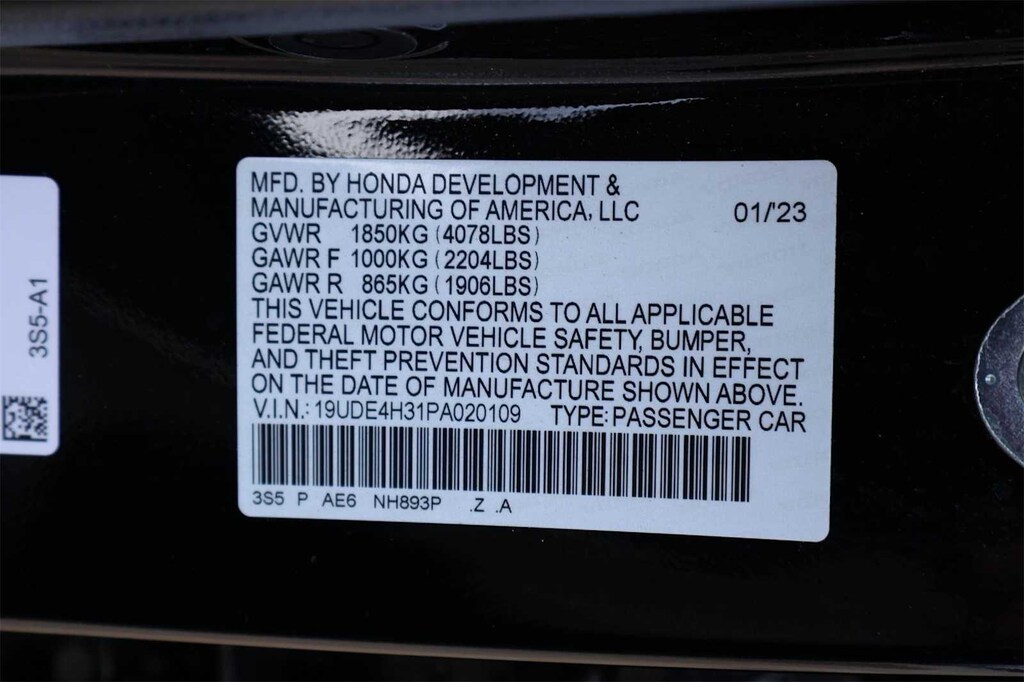 MFD. BY HONDA DEVELOPMENT &
MANUFACTURING OF AMERICA, LLC 01/'23
GVWR 1850KG (4078LBS)
GAWR F 1000KG (2204LBS)
GAWR R 865KG (1906LBS)
THIS VEHICLE CONFORMS TO ALL APPLICABLE
FEDERAL MOTOR VEHICLE SAFETY, BUMPER,
AND THEFT PREVENTION STANDARDS IN EFFECT
ON THE DATE OF MANUFACTURE SHOWN ABOVE.
V.I.N.: 19UDE4H31PA020109 TYPE: PASSENGER CAR
3S5 P AE6 NH893P .Z .A
3S5-A1